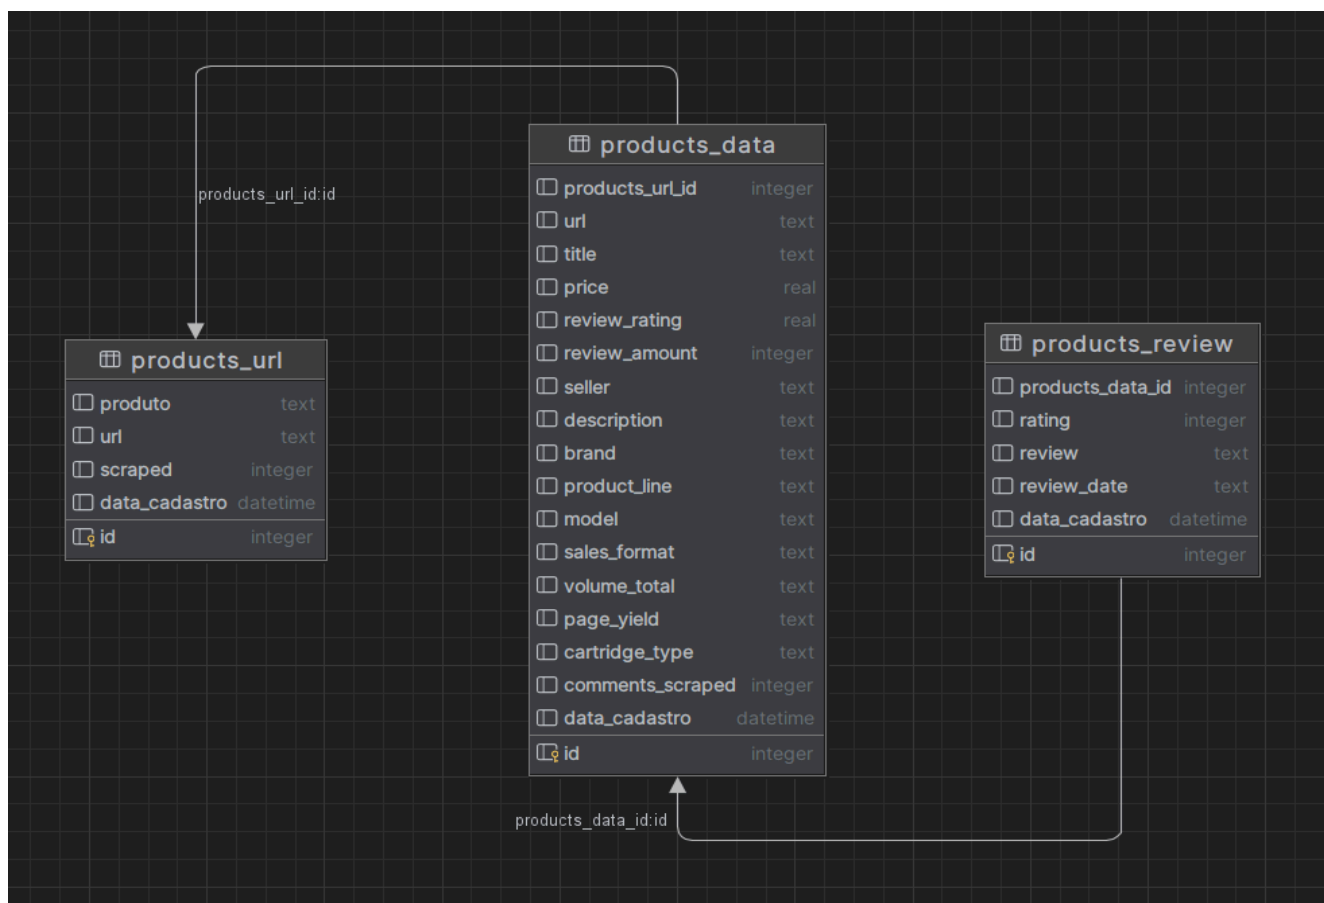 products_data
products_url_id integer
url text
title text
price real
review_rating real
review_amount integer
seller text
description text
brand text
product_line text
model text
sales_format text
volume_total text
page_yield text
cartridge_type text
comments_scraped integer
data_cadastro datetime
id integer
products_url_id:id
products_url
produto text
url text
scraped integer
data_cadastro datetime
id integer
products_review
products_data_id integer
rating integer
review text
review_date text
data_cadastro datetime
id integer
products_data_id:id